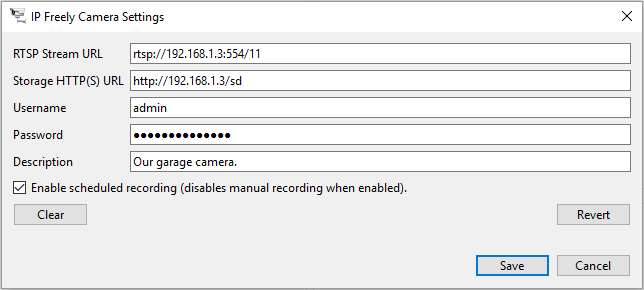 IP Freely Camera Settings
RTSP Stream URL rtsp://192.168.1.3:554/11
Storage HTTP(S) URL http://192.168.1.3/sd
Username admin
Password ●●●●●●●●●●●●●●
Description Our garage camera.
Enable scheduled recording (disables manual recording when enabled).
Clear Revert
Save Cancel